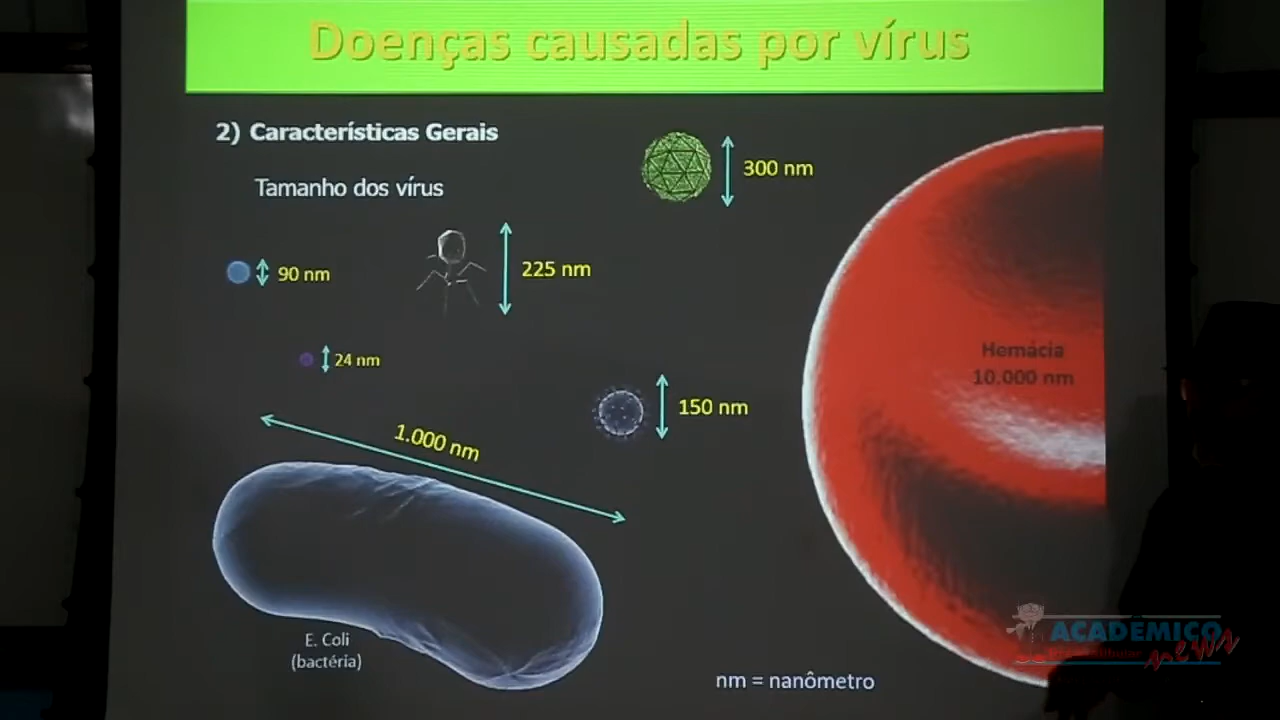 Doenças causadas por vírus
2) Características Gerais
Tamanho dos vírus
300 nm
90 nm
225 nm
24 nm
150 nm
1.000 nm
Hemácia
10.000 nm
E. Coli
(bactéria)
nm = nanômetro
ACADEMICO
news